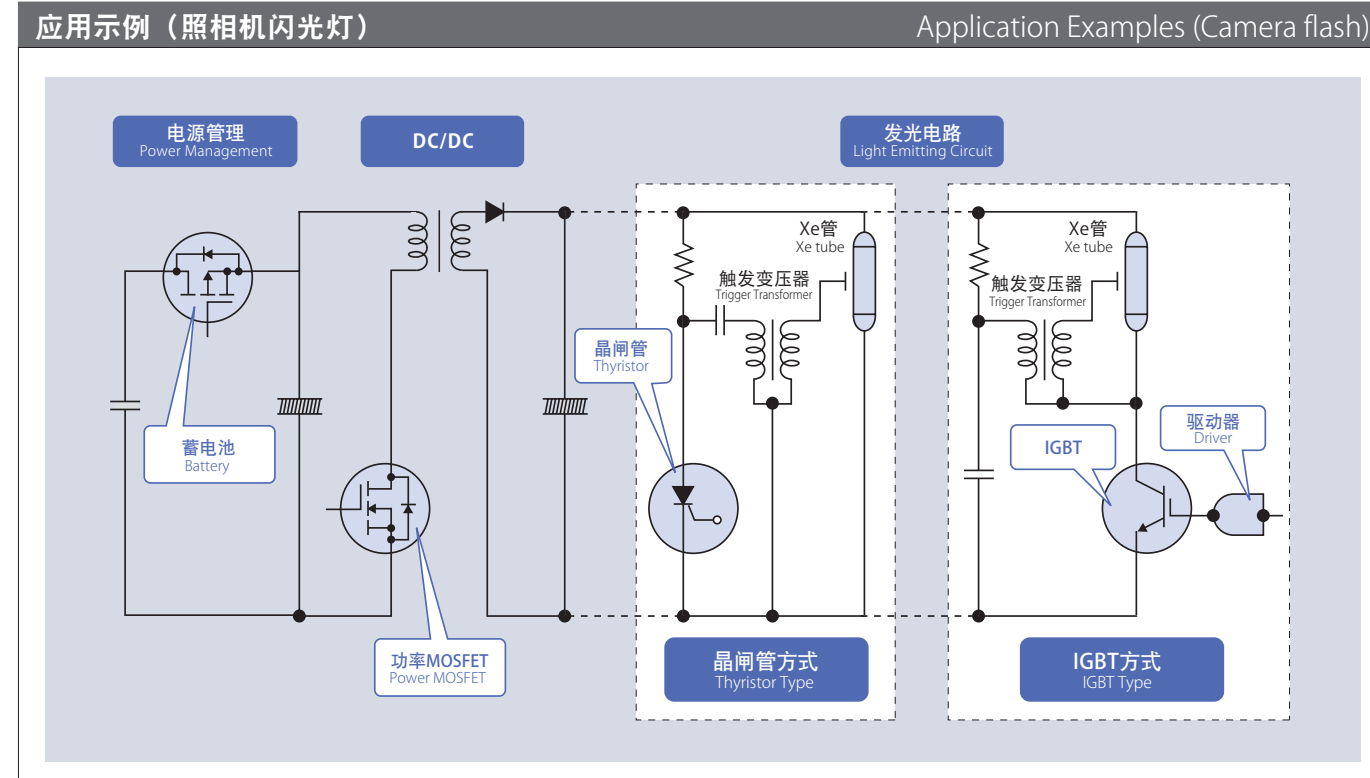 应用示例（照相机闪光灯）
Application Examples (Camera flash)
电源管理
Power Management
DC/DC
发光电路
Light Emitting Circuit
Xe管
Xe tube
触发变压器
Trigger Transformer
晶闸管
Thyristor
Xe管
Xe tube
触发变压器
Trigger Transformer
蓄电池
Battery
IGBT
驱动器
Driver
功率MOSFET
Power MOSFET
晶闸管方式
Thyristor Type
IGBT方式
IGBT Type